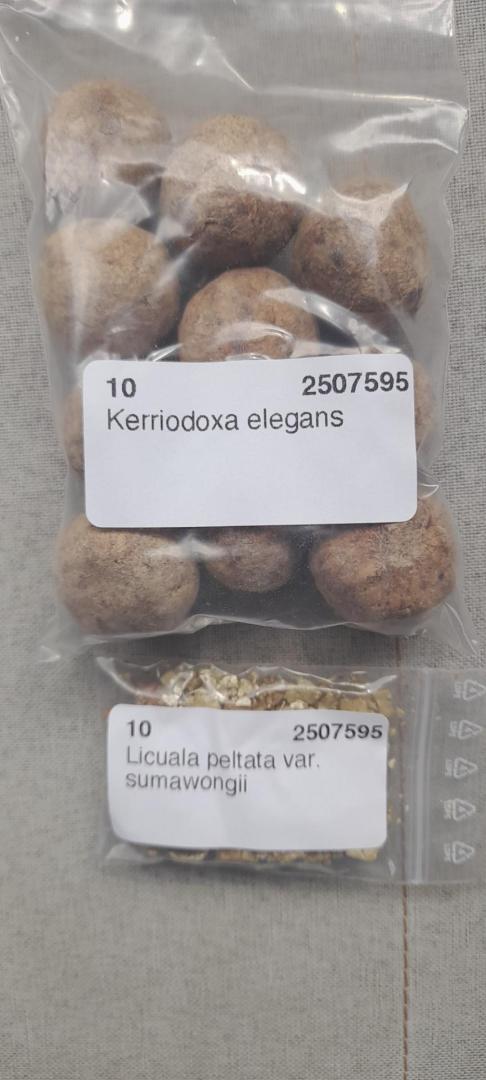 10 2507595
Kerriodoxa elegans
10 2507595
Licuala peltata var.
sumawongii